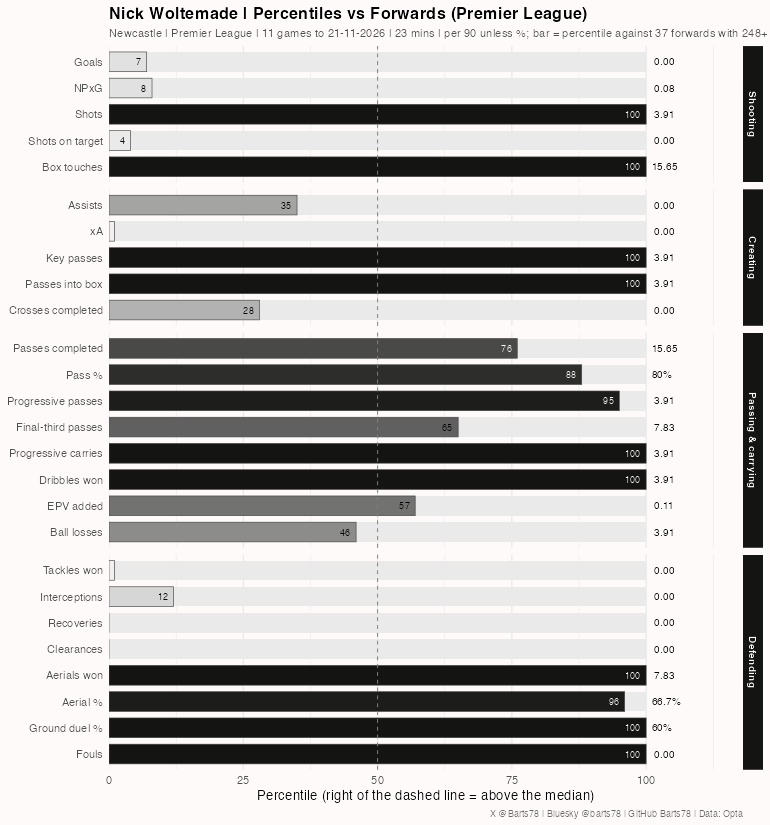 Nick Woltemade | Percentiles vs Forwards (Premier League)
Newcastle | Premier League | 11 games to 21-11-2026 | 23 mins | per 90 unless %; bar = percentile against 37 forwards with 248+
Goals 7 0.00
NPxG 8 0.08
Shots 100 3.91
Shots on target 4 0.00
Box touches 100 15.65
Shooting
Assists 35 0.00
xA 0.00
Key passes 100 3.91
Passes into box 100 3.91
Crosses completed 28 0.00
Creating
Passes completed 76 15.65
Pass % 88 80%
Progressive passes 95 3.91
Final-third passes 65 7.83
Progressive carries 100 3.91
Dribbles won 100 3.91
EPV added 57 0.11
Ball losses 46 3.91
Passing & carrying
Tackles won 0.00
Interceptions 12 0.00
Recoveries 0.00
Clearances 0.00
Aerials won 100 7.83
Aerial % 96 66.7%
Ground duel % 100 60%
Fouls 100 0.00
Defending
0 25 50 75 100
Percentile (right of the dashed line = above the median)
X @Barts78 | Bluesky @barts78 | GitHub Barts78 | Data: Opta